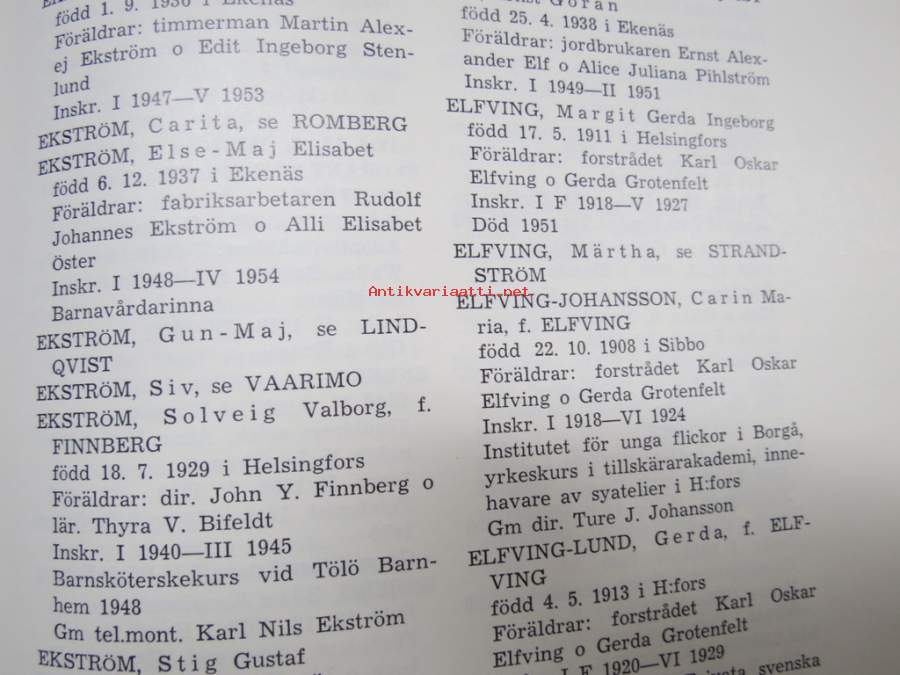 född 1. 9. 1936 i Ekenäs
Föräldrar: timmerman Martin Alex-
ej Ekström o Edit Ingeborg Sten-
lund
Inskr. I 1947—V 1953
EKSTRÖM, Carita, se ROMBERG
EKSTRÖM, Else-Maj Elisabet
född 6. 12. 1937 i Ekenäs
Föräldrar: fabriksarbetaren Rudolf
Johannes Ekström o Alli Elisabet
öster
Inskr. I 1948—IV 1954
Barnavårdarinna
EKSTRÖM, Gun-Maj, se LIND-
QVIST
EKSTRÖM, Siv, se VAARIMO
EKSTRÖM, Solveig Valborg, f.
FINNBERG
född 18. 7. 1929 i Helsingfors
Föräldrar: dir. John Y. Finnberg o
lär. Thyra V. Bifeldt
Inskr. I 1940—III 1945
Barnsköterskekurs vid Tölö Barn-
hem 1948
Gm tel.mont. Karl Nils Ekström
EKSTRÖM, Stig Gustaf
Göran
född 25. 4. 1938 i Ekenäs
Föräldrar: jordbrukaren Ernst Alex-
ander Elf o Alice Juliana Pihlström
Inskr. I 1949—II 1951
ELFVING, Margit Gerda Ingeborg
född 17. 5. 1911 i Helsingfors
Föräldrar: forstrådet Karl Oskar
Elfving o Gerda Grotenfelt
Inskr. I F 1918—V 1927
Död 1951
ELFVING, Märtha, se STRAND-
STRÖM
ELFVING-JOHANSSON, Carin Ma-
ria, f. ELFVING
född 22. 10. 1908 i Sibbo
Föräldrar: forstrådet Karl Oskar
Elfving o Gerda Grotenfelt
Inskr. I 1918—VI 1924
Institutet för unga flickor i Borgå,
yrkeskurs i tillskärarakademi, inne-
havare av syatelier i H:fors
Gm dir. Ture J. Johansson
ELFVING-LUND, Gerda, f. ELF-
VING
född 4. 5. 1913 i H:fors
Föräldrar: forstrådet Karl Oskar
Elfving o Gerda Grotenfelt
I F 1920—VI 1929
svenska
Antikvariaatti.net